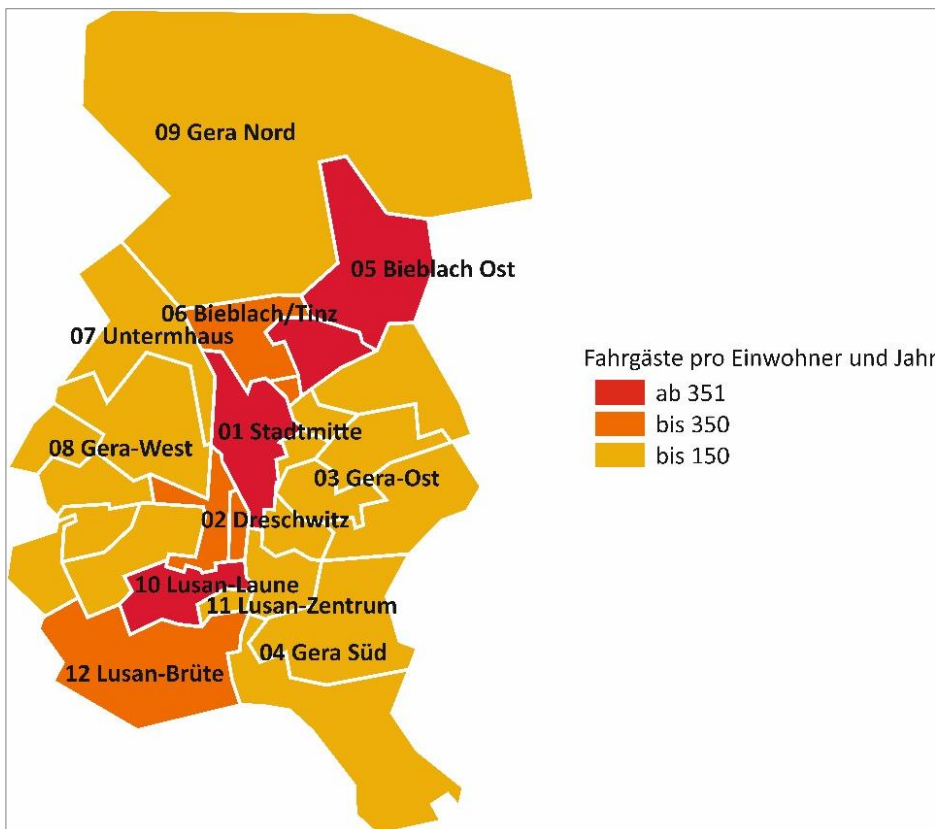 09 Gera Nord
05 Bieblach Ost
06 Bieblach/Tinz
07 Untermhaus
Fahrgäste pro Einwohner und Jahr
ab 351
bis 350
bis 150
01 Stadtmitte
08 Gera-West
03 Gera-Ost
02 Dreschwitz
10 Lusan-Laune
11 Lusan-Zentrum
04 Gera Süd
12 Lusan-Brüte